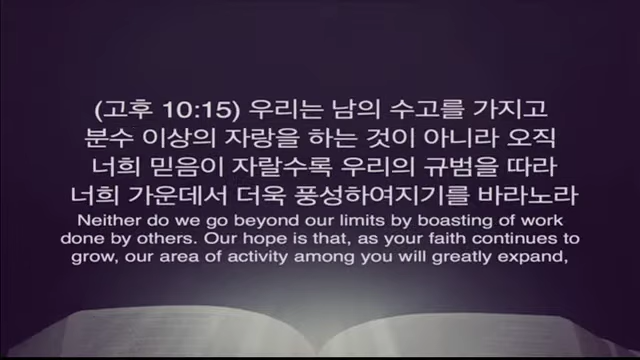 (고후 10:15) 우리는 남의 수고를 가지고
분수 이상의 자랑을 하는 것이 아니라 오직
너희 믿음이 자랄수록 우리의 규범을 따라
너희 가운데서 더욱 풍성하여지기를 바라노라
Neither do we go beyond our limits by boasting of work
done by others. Our hope is that, as your faith continues to
grow, our area of activity among you will greatly expand,